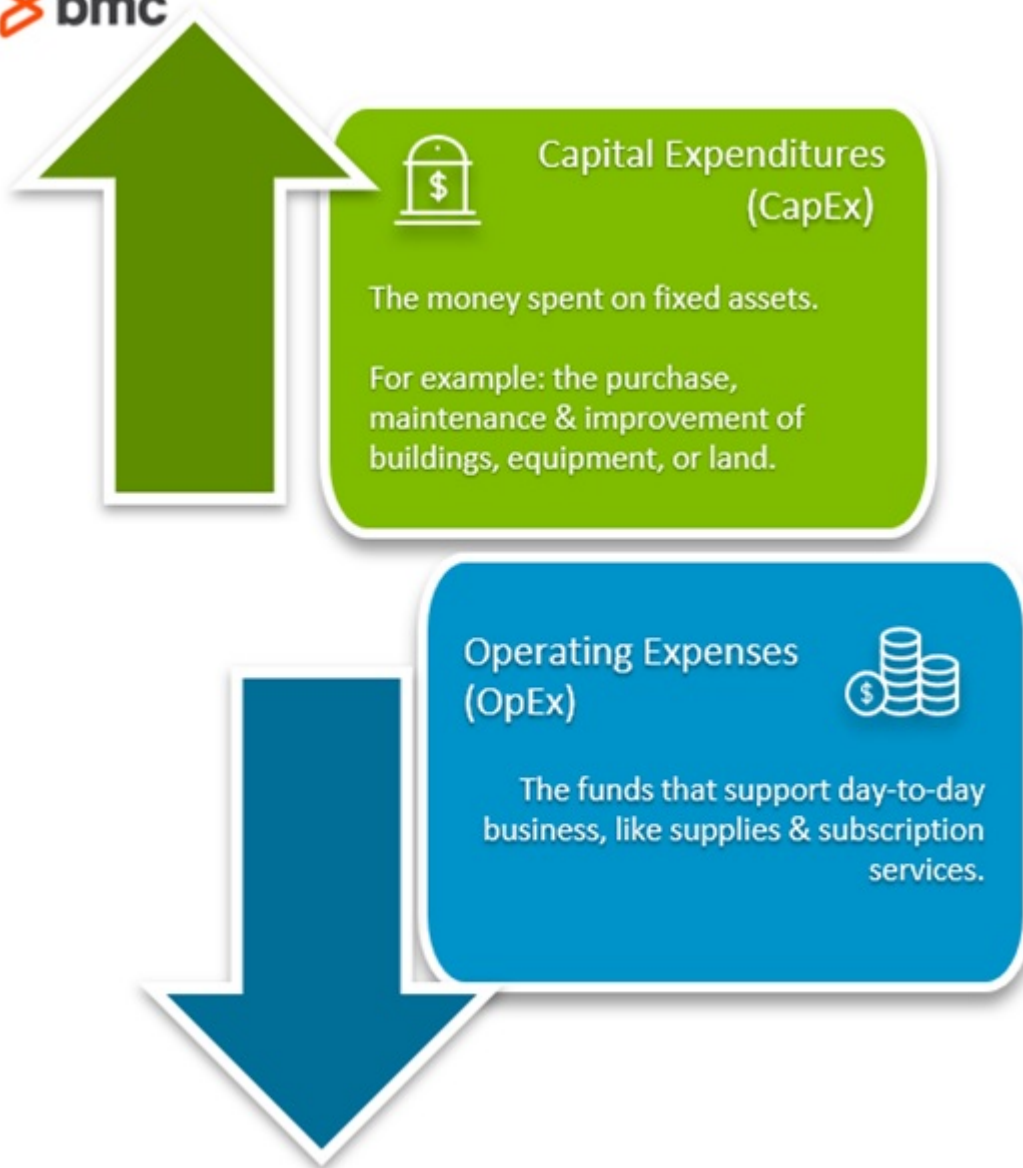 bmc
Capital Expenditures
(CapEx)
$
The money spent on fixed assets.
For example: the purchase,
maintenance & improvement of
buildings, equipment, or land.
Operating Expenses
(OpEx)
$
The funds that support day-to-day
business, like supplies & subscription
services.